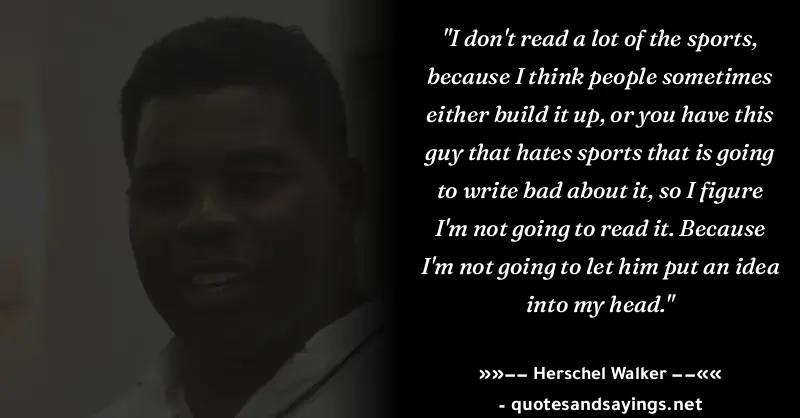 "I don't read a lot of the sports,
because I think people sometimes
either build it up, or you have this
guy that hates sports that is going
to write bad about it, so I figure
I'm not going to read it. Because
I'm not going to let him put an idea
into my head."
»»−− Herschel Walker −−««
- quotesandsayings.net